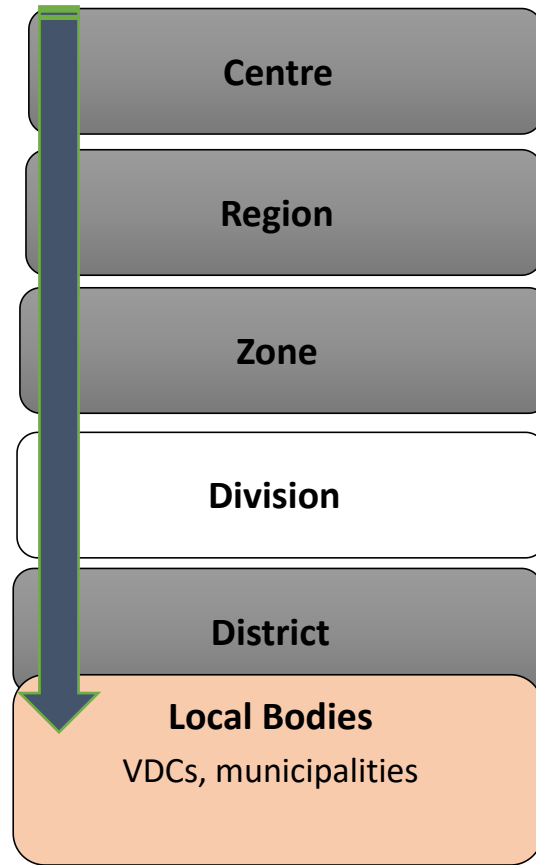 Centre
Region
Zone
Division
District
Local Bodies
VDCs, municipalities